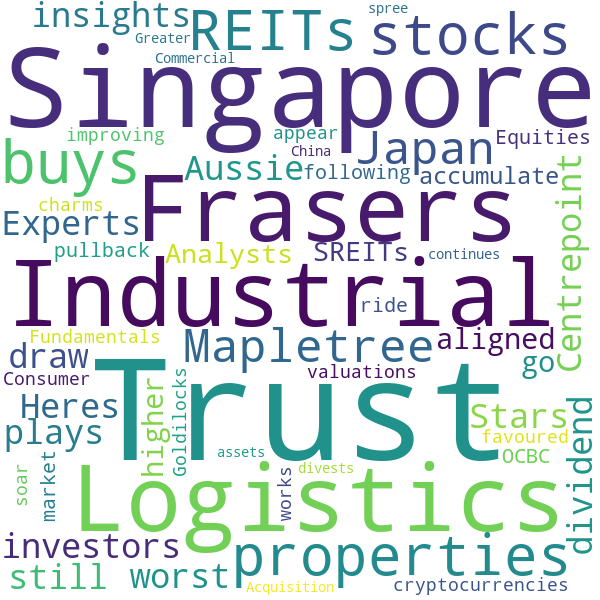 insights
Greater
spree
REITs
stocks
Commercial
Singapore
improving
appear
Japan
Equities
China
buys
Aussie
following
accumulate
Centrepoint
charms
Frasers
Experts
pullback
Analysts
SREITs
continues
Industrial
ride
Fundamentals
Mapletree
aligned
draw
go
Consumer
Trust
valuations
higher
Goldilocks
Heres
Stars
dividend
plays
favoured
OCBC
assets
Logistics
divests
soar
market
works
investors
properties
still
worst
Acquisition
cryptocurrencies